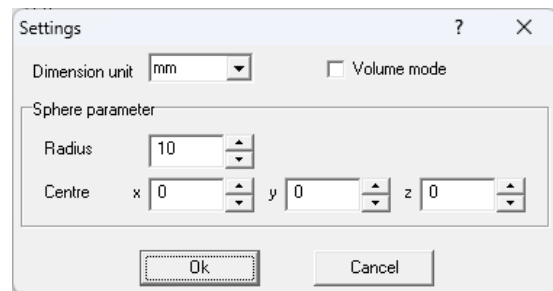 Settings ?
Dimension unit mm Volume mode
Sphere parameter
Radius 10
Centre x 0 y 0 z 0
Ok Cancel